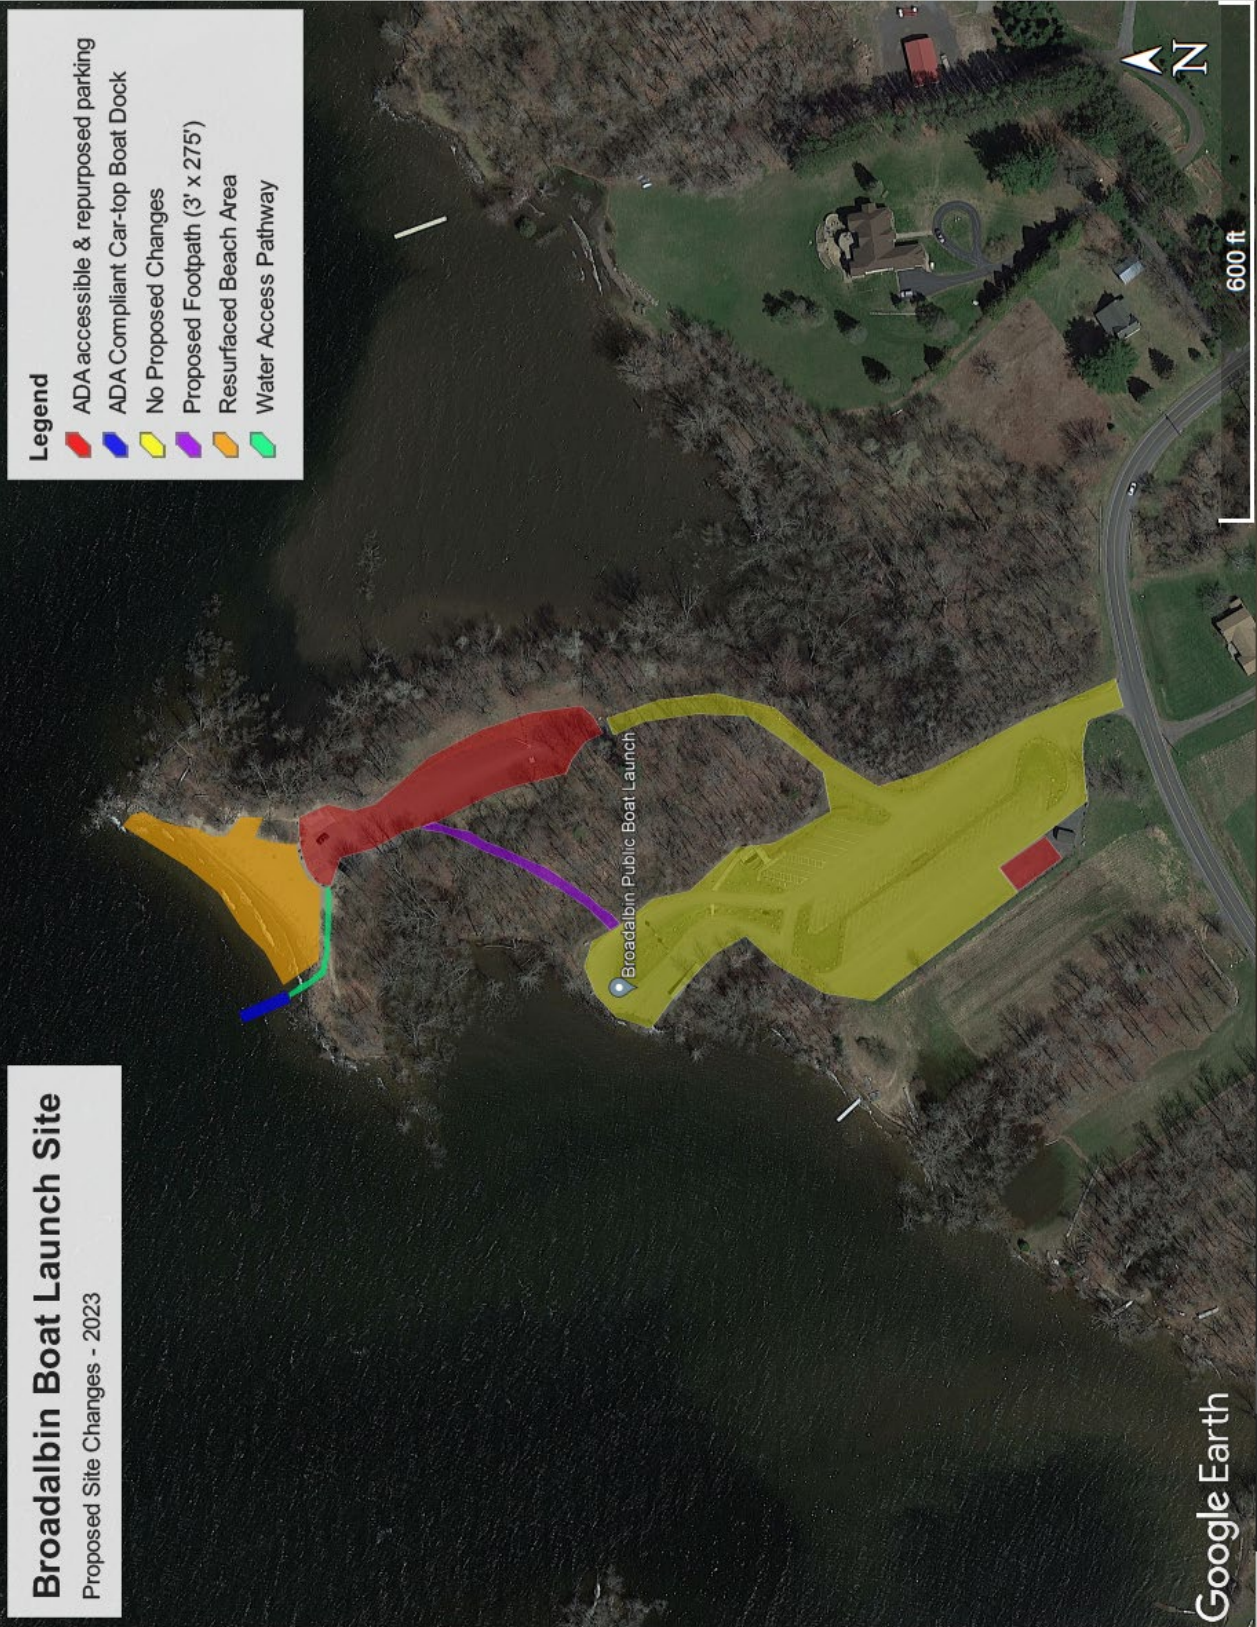 Broadalbin Boat Launch Site
Proposed Site Changes - 2023
Legend
ADA accessible & repurposed parking
ADA Compliant Car-top Boat Dock
No Proposed Changes
Proposed Footpath (3' x 275')
Resurfaced Beach Area
Water Access Pathway
Broadalbin Public Boat Launch
Google Earth
600 ft
N